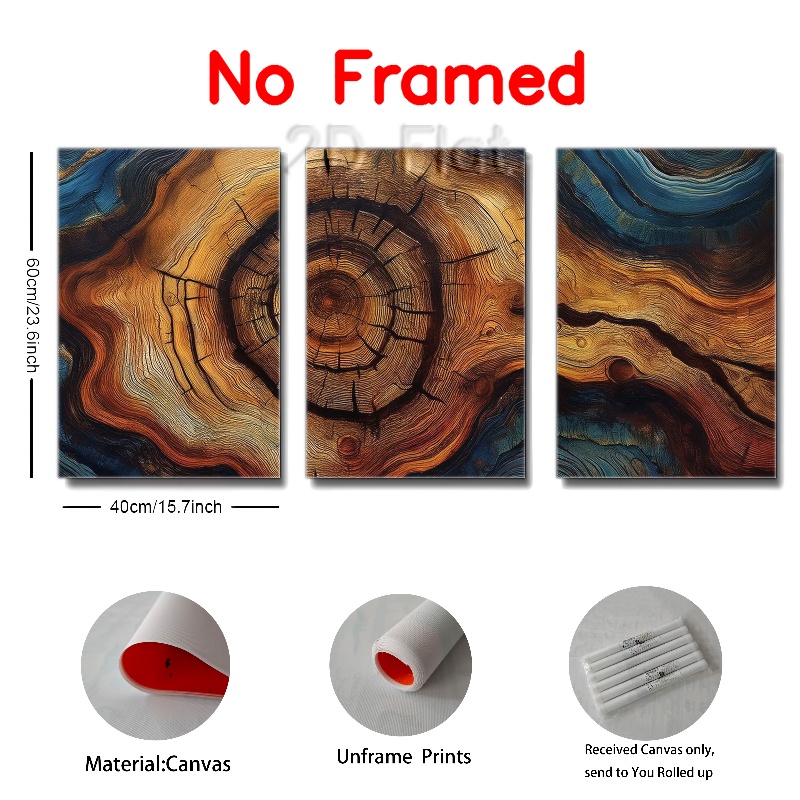 No Framed
2D Flat
60cm/23.6inch
40cm/15.7inch
Material:Canvas
Unframe Prints
Received Canvas only,
send to You Rolled up